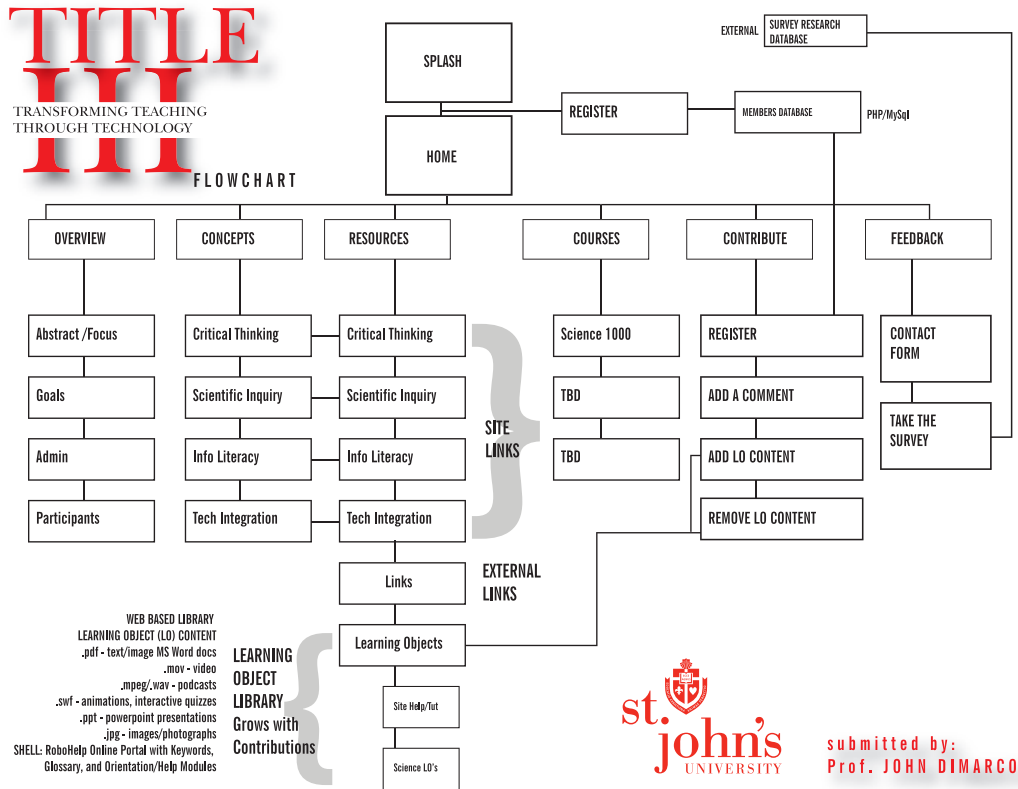 TITLE
III
TRANSFORMING TEACHING
THROUGH TECHNOLOGY
FLOWCHART
SPLASH
HOME
REGISTER
MEMBERS DATABASE
PHP/MySql
EXTERNAL
SURVEY RESEARCH
DATABASE
OVERVIEW
CONCEPTS
RESOURCES
COURSES
CONTRIBUTE
FEEDBACK
Abstract /Focus
Goals
Admin
Participants
Critical Thinking
Scientific Inquiry
Info Literacy
Tech Integration
Critical Thinking
Scientific Inquiry
Info Literacy
Tech Integration
Links
Learning Objects
Site Help/Tut
Science LO's
SITE
LINKS
EXTERNAL
LINKS
Science 1000
TBD
TBD
REGISTER
ADD A COMMENT
ADD LO CONTENT
REMOVE LO CONTENT
CONTACT
FORM
TAKE THE
SURVEY
WEB BASED LIBRARY
LEARNING OBJECT (LO) CONTENT
.pdf - text/image MS Word docs
.mov - video
.mpeg/.wav - podcasts
.swf - animations, interactive quizzes
.ppt - powerpoint presentations
.jpg - images/photographs
SHELL: RoboHelp Online Portal with Keywords,
Glossary, and Orientation/Help Modules
LEARNING
OBJECT
LIBRARY
Grows with
Contributions
st.
john's
UNIVERSITY
submitted by:
Prof. JOHN DIMARCO